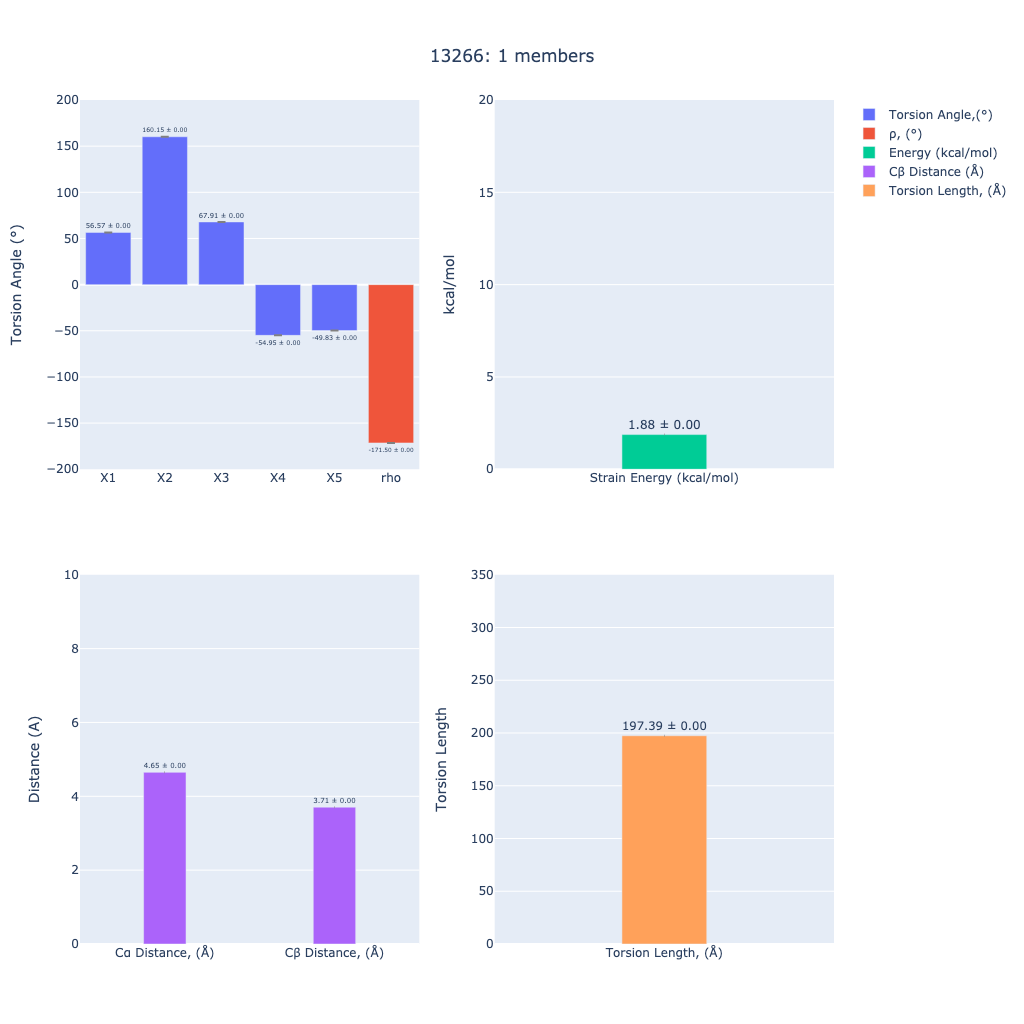 13266: 1 members
200
150
100
50
0
−50
−100
−150
−200
Torsion Angle (°)
56.57 ± 0.00
160.15 ± 0.00
67.91 ± 0.00
-54.95 ± 0.00
-49.83 ± 0.00
-171.50 ± 0.00
X1 X2 X3 X4 X5 rho
20
15
10
5
0
kcal/mol
1.88 ± 0.00
Strain Energy (kcal/mol)
Torsion Angle,(°)
ρ, (°)
Energy (kcal/mol)
Cβ Distance (Å)
Torsion Length, (Å)
10
8
6
4
2
0
Distance (A)
4.65 ± 0.00
3.71 ± 0.00
Cα Distance, (Å) Cβ Distance, (Å)
350
300
250
200
150
100
50
0
Torsion Length
197.39 ± 0.00
Torsion Length, (Å)